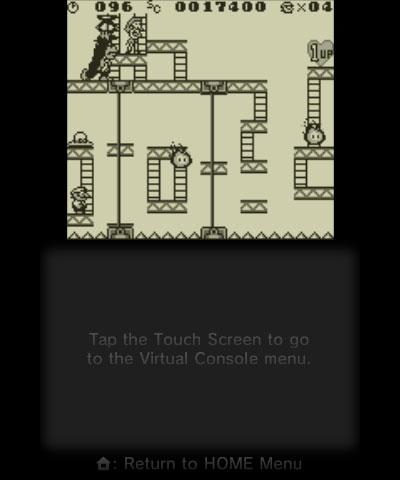 096 Sc 0017400 ×04
1UP
Tap the Touch Screen to go
to the Virtual Console menu.
: Return to HOME Menu